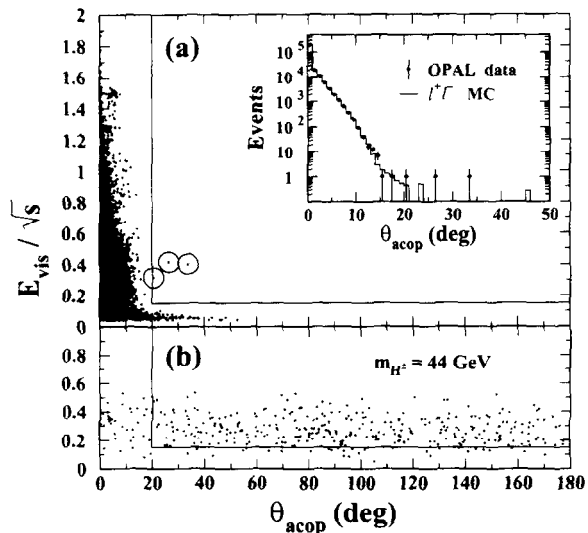 2
1.8
1.6
1.4
1.2
1
0.8
0.6
0.4
0.2
0
E_vis / √s
(a)
Events
10^5
10^4
10^3
10^2
10
1
OPAL data
l^+l^- MC
0 10 20 30 40 50
θ_acop (deg)
(b)
m_H^± = 44 GeV
0.8
0.6
0.4
0.2
0
0 20 40 60 80 100 120 140 160 180
θ_acop (deg)